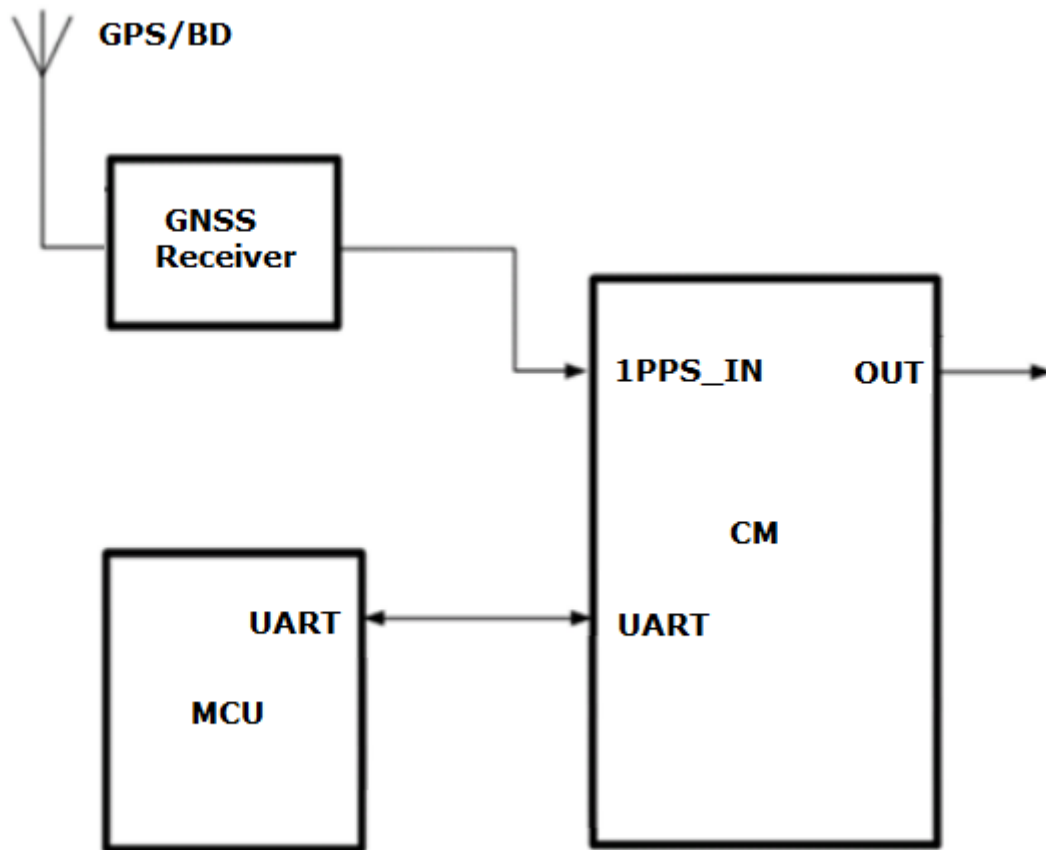 GPS/BD
GNSS
Receiver
1PPS_IN
OUT
CM
UART
UART
MCU